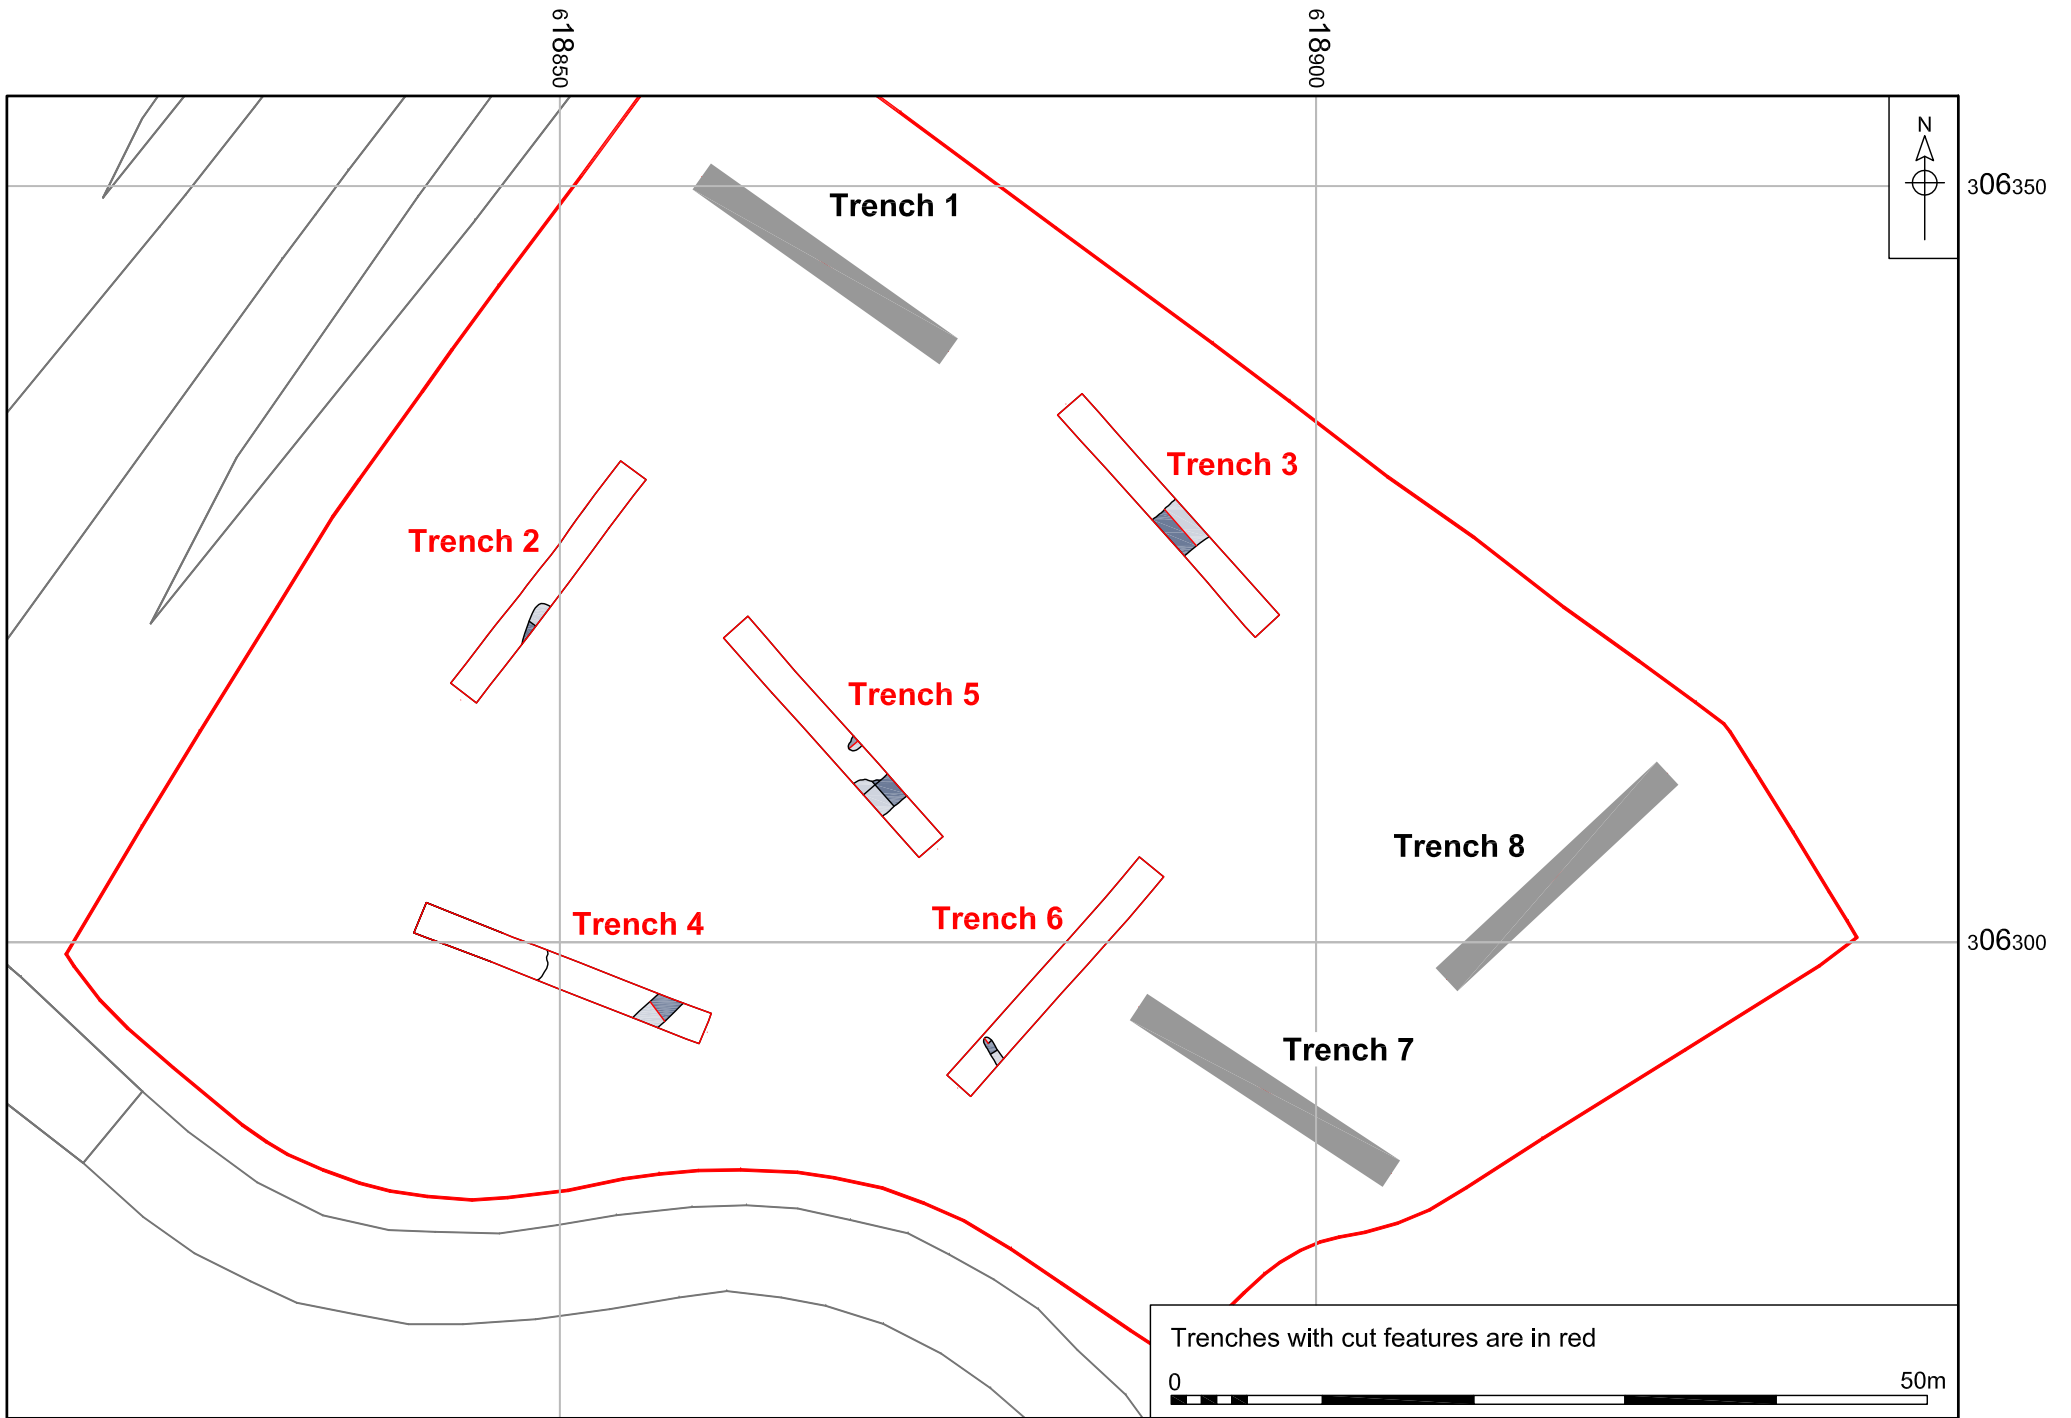 618850
618900
N
306350
Trench 1
Trench 3
Trench 2
Trench 5
Trench 8
Trench 4
Trench 6
306300
Trench 7
Trenches with cut features are in red
0 50m